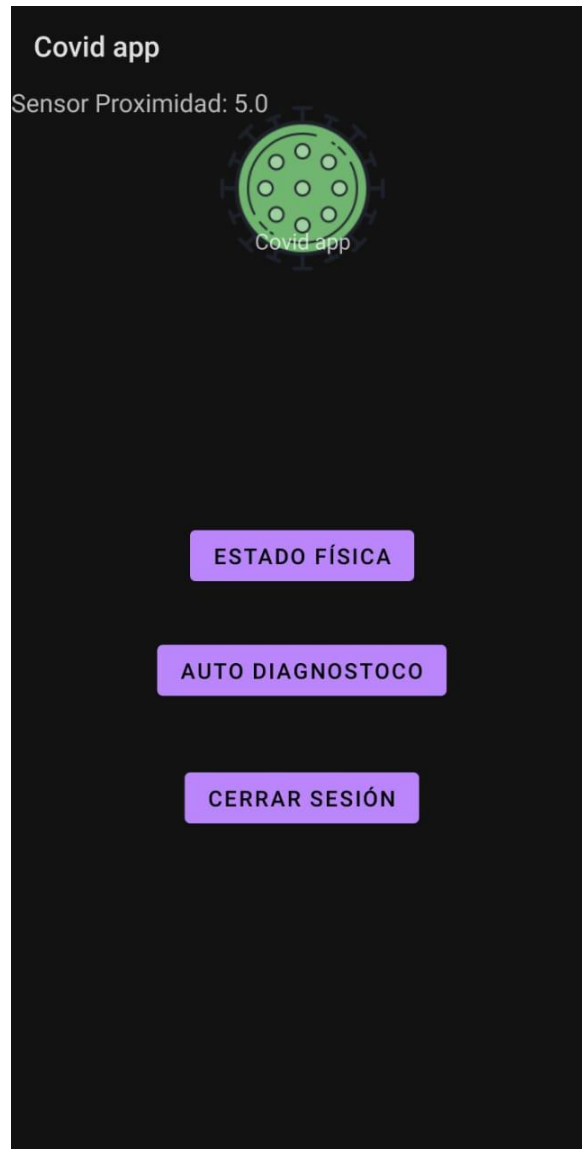 Covid app
Sensor Proximidad: 5.0
Covid app
ESTADO FÍSICA
AUTO DIAGNOSTOCO
CERRAR SESIÓN